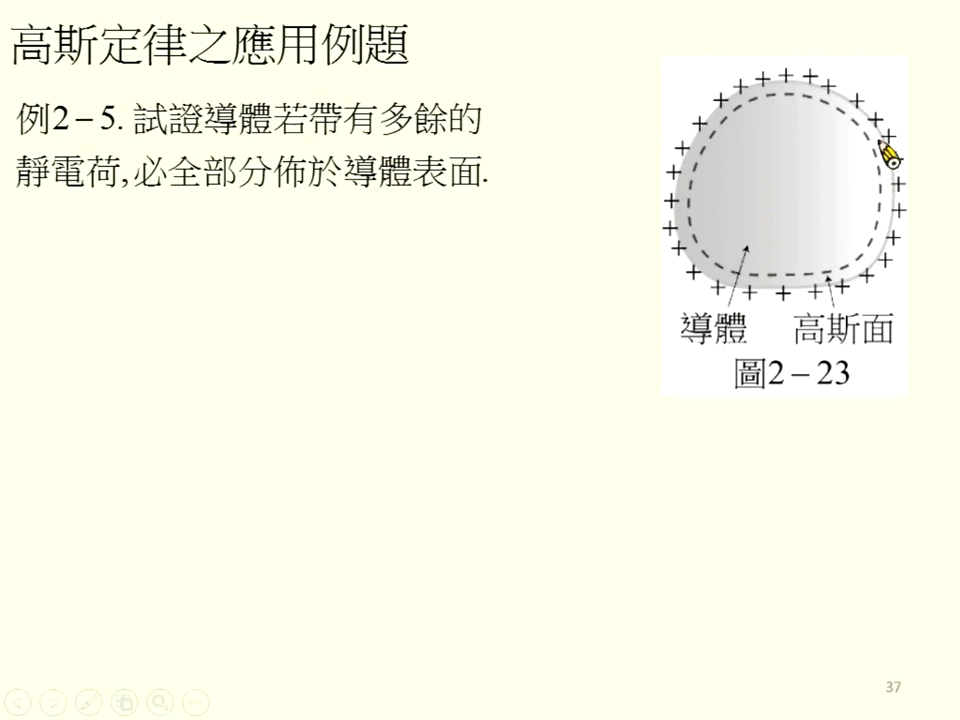 高斯定律之應用例題
例2－5. 試證導體若帶有多餘的
靜電荷, 必全部分佈於導體表面.
導體 高斯面
圖2－23
37